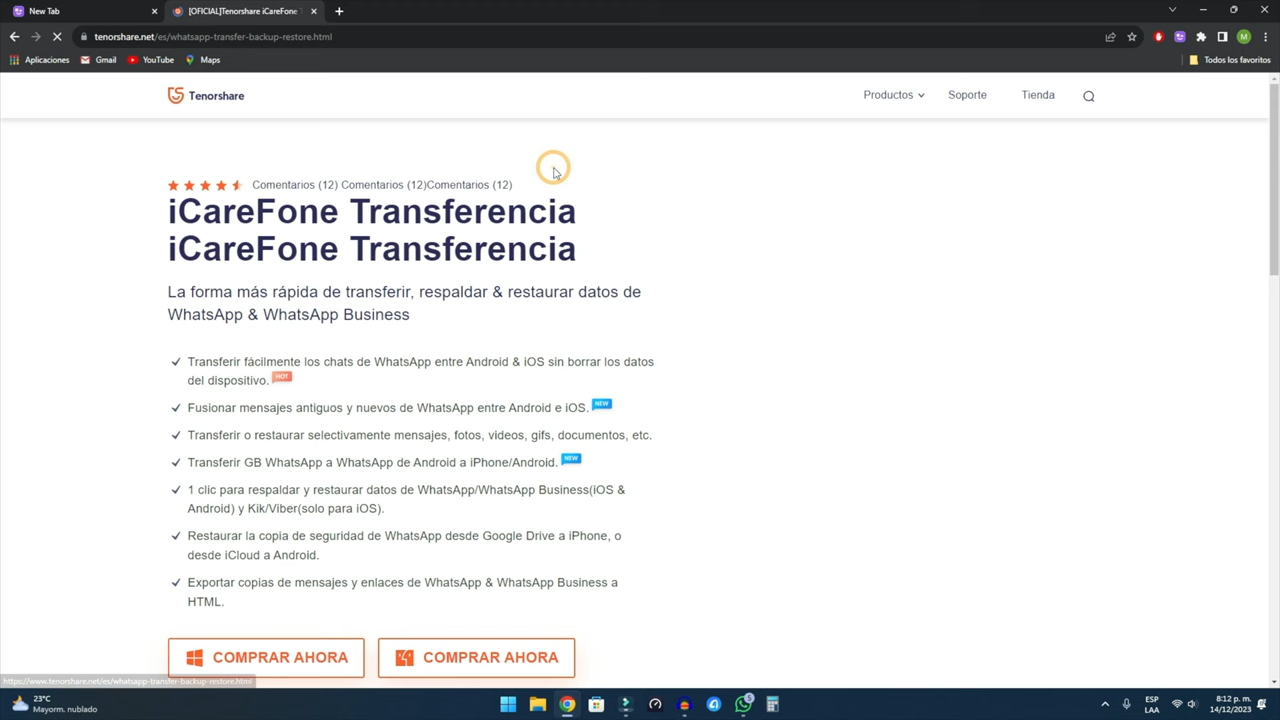 New Tab
[OFICIAL]Tenorshare iCareFone T
tenorshare.net/es/whatsapp-transfer-backup-restore.html
M
Aplicaciones
Gmail
YouTube
Maps
Todos los favoritos
Tenorshare
Productos
Soporte
Tienda
Comentarios (12) Comentarios (12)Comentarios (12)
iCareFone Transferencia
iCareFone Transferencia
La forma más rápida de transferir, respaldar & restaurar datos de
WhatsApp & WhatsApp Business
Transferir fácilmente los chats de WhatsApp entre Android & iOS sin borrar los datos
del dispositivo. HOT
Fusionar mensajes antiguos y nuevos de WhatsApp entre Android e iOS. NEW
Transferir o restaurar selectivamente mensajes, fotos, videos, gifs, documentos, etc.
Transferir GB WhatsApp a WhatsApp de Android a iPhone/Android. NEW
1 clic para respaldar y restaurar datos de WhatsApp/WhatsApp Business(iOS &
Android) y Kik/Viber(solo para iOS).
Restaurar la copia de seguridad de WhatsApp desde Google Drive a iPhone, o
desde iCloud a Android.
Exportar copias de mensajes y enlaces de WhatsApp & WhatsApp Business a
HTML.
COMPRAR AHORA
COMPRAR AHORA
https://www.tenorshare.net/es/whatsapp-transfer-backup-restore.html
23°C
Mayorm. nublado
5
ESP
LAA
8:12 p. m.
14/12/2023